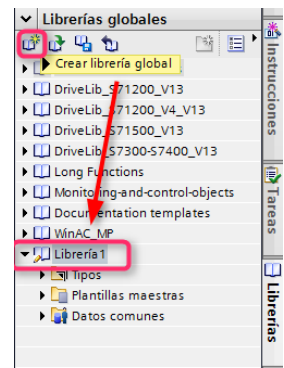 Librerías globales
Crear librería global
DriveLib_S71200_V13
DriveLib_S71200_V4_V13
DriveLib_S71500_V13
DriveLib_S7300-S7400_V13
Long Functions
Monitoring-and-control-objects
Documentation templates
WinAC_MP
Librería1
Tipos
Plantillas maestras
Datos comunes
Instrucciones
Tareas
Librerías